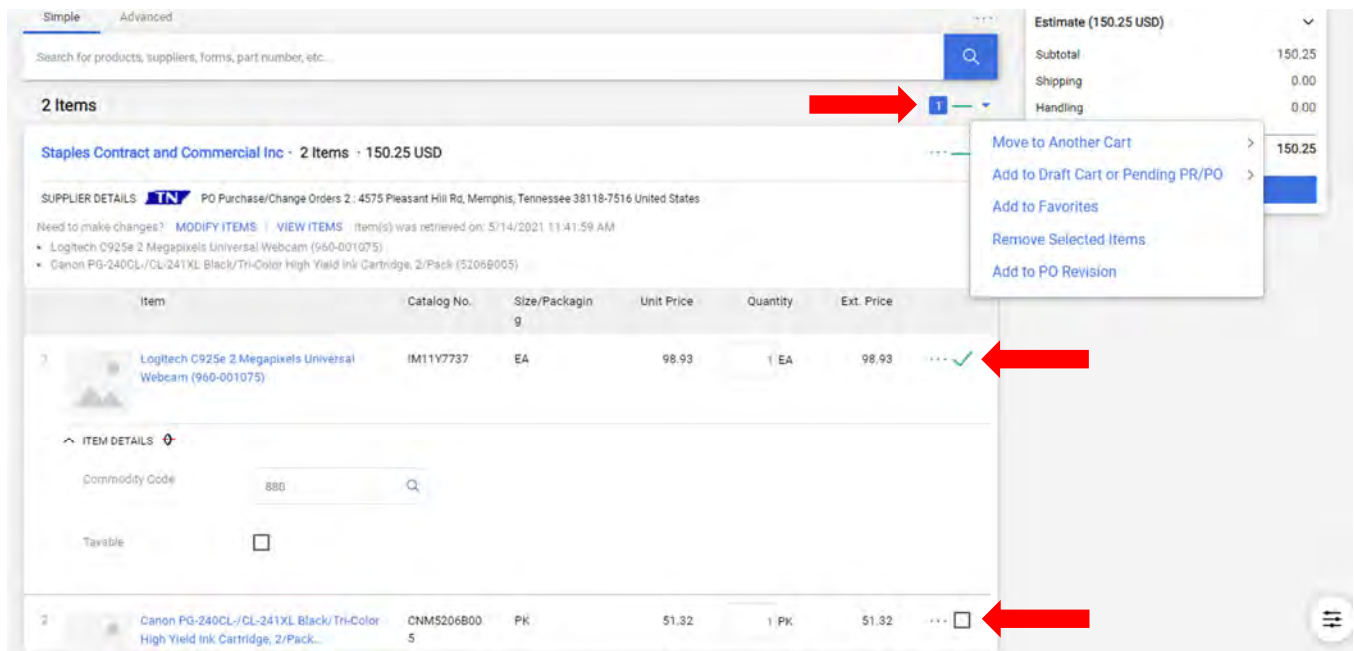 Simple Advanced
Estimate (150.25 USD)
Search for products, suppliers, forms, part number, etc...
Subtotal 150.25
Shipping 0.00
2 Items 1
Handling 0.00
Staples Contract and Commercial Inc · 2 Items · 150.25 USD
150.25
Move to Another Cart
Add to Draft Cart or Pending PR/PO
Add to Favorites
Remove Selected Items
Add to PO Revision
SUPPLIER DETAILS TN PO Purchase/Change Orders 2 : 4575 Pleasant Hill Rd, Memphis, Tennessee 38118-7516 United States
Need to make changes? MODIFY ITEMS | VIEW ITEMS Item(s) was retrieved on: 5/14/2021 11:41:59 AM
• Logitech C925e 2 Megapixels Universal Webcam (960-001075)
• Canon PG-240CL-/CL-241XL Black/Tri-Color High Yield Ink Cartridge, 2/Pack (5206B005)
Item Catalog No. Size/Packagin Unit Price Quantity Ext. Price
g
Logitech C925e 2 Megapixels Universal IM11Y7737 EA 98.93 1 EA 98.93 ...
Webcam (960-001075)
ITEM DETAILS
Commodity Code 880
Taxable
2 Canon PG-240CL-/CL-241XL Black/Tri-Color CNM5206B00 PK 51.32 1 PK 51.32 ...
High Yield Ink Cartridge, 2/Pack... 5